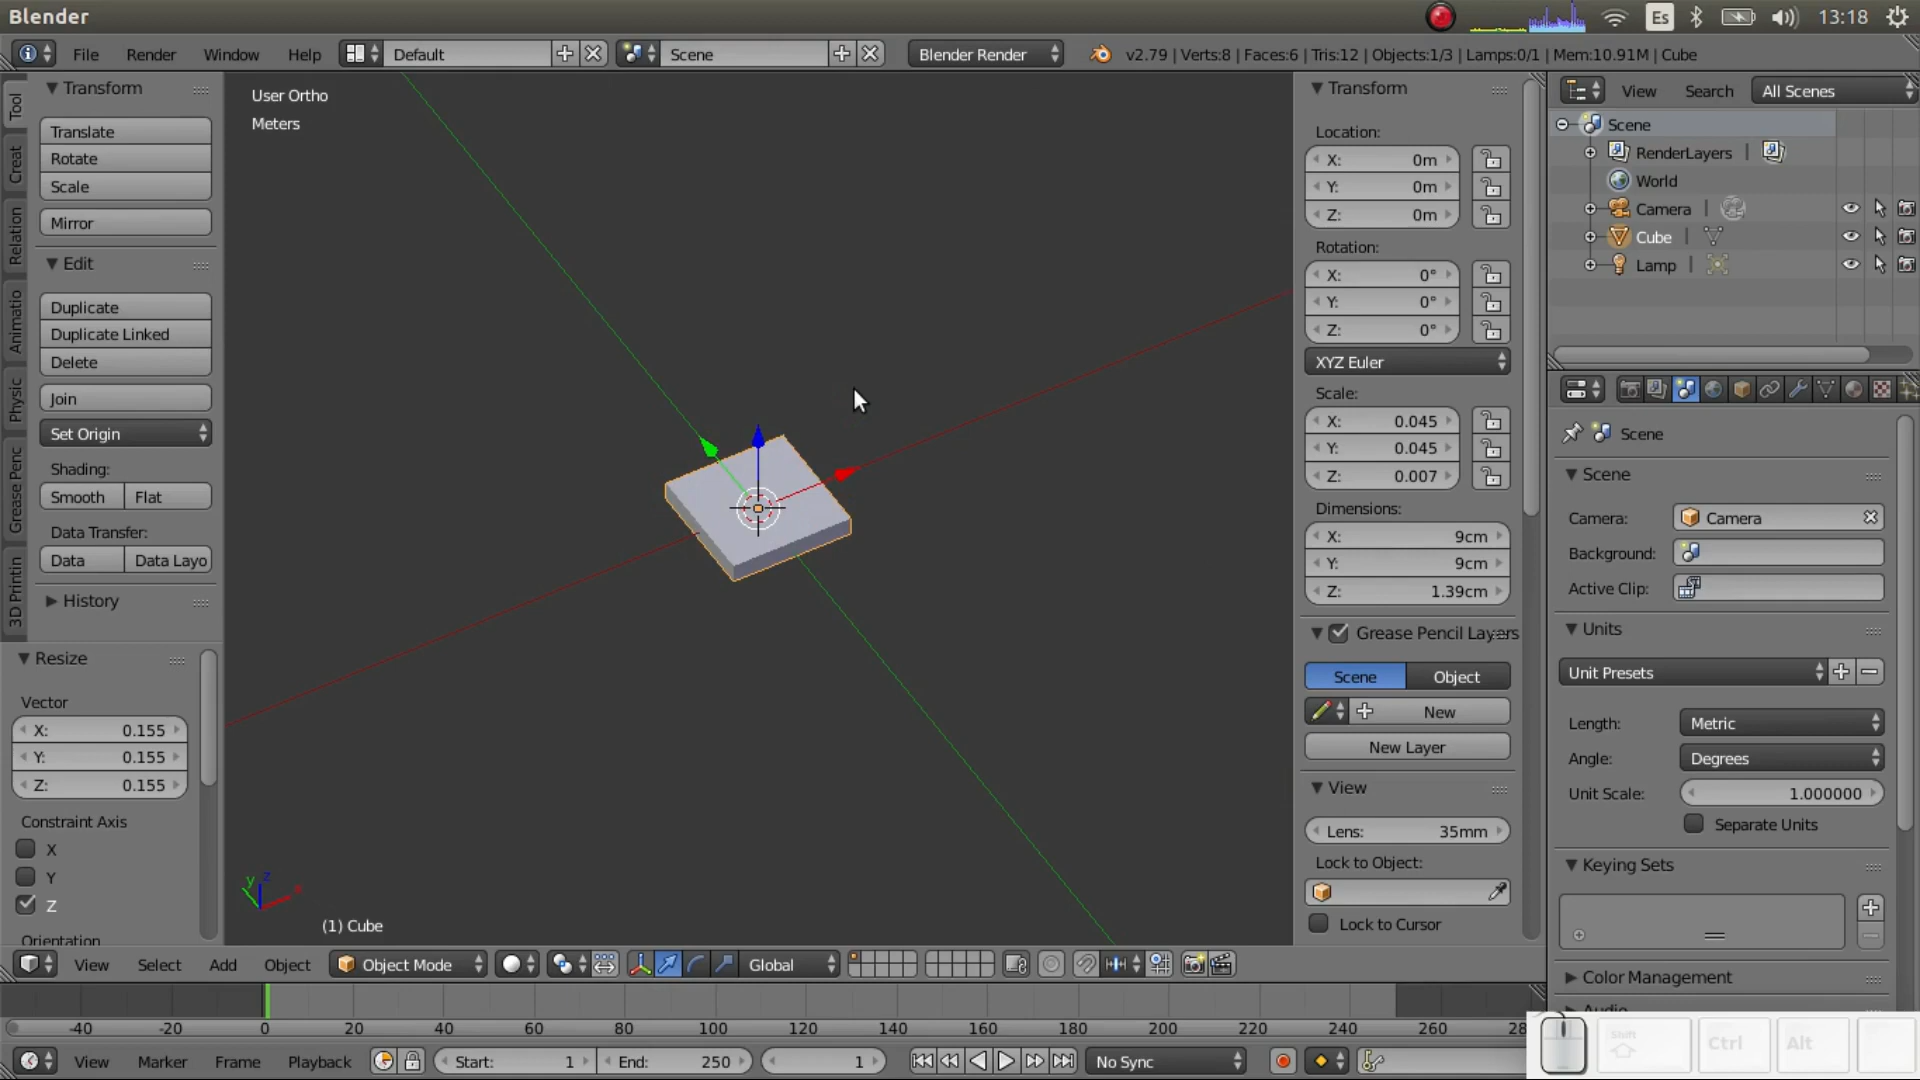 Blender
Es
13:18
File Render Window Help Default Scene Blender Render v2.79 | Verts:8 | Faces:6 | Tris:12 | Objects:1/3 | Lamps:0/1 | Mem:10.91M | Cube
Tool
Creat
Relation
Animatio
Physic
Grease Penc
3D Printin
Transform
Translate
Rotate
Scale
Mirror
Edit
Duplicate
Duplicate Linked
Delete
Join
Set Origin
Shading:
Smooth Flat
Data Transfer:
Data Data Layo
History
Resize
Vector
X: 0.155
Y: 0.155
Z: 0.155
Constraint Axis
X
Y
Z
Orientation
User Ortho
Meters
y z
(1) Cube
Transform
Location:
X: 0m
Y: 0m
Z: 0m
Rotation:
X: 0°
Y: 0°
Z: 0°
XYZ Euler
Scale:
X: 0.045
Y: 0.045
Z: 0.007
Dimensions:
X: 9cm
Y: 9cm
Z: 1.39cm
Grease Pencil Layers
Scene Object
New
New Layer
View
Lens: 35mm
Lock to Object:
Lock to Cursor
View Search All Scenes
Scene
RenderLayers |
World
Camera |
Cube |
Lamp |
Scene
Scene
Camera: Camera
Background:
Active Clip:
Units
Unit Presets
Length: Metric
Angle: Degrees
Unit Scale: 1.000000
Separate Units
Keying Sets
Color Management
Audio
View Select Add Object Object Mode Global
-40 -20 0 20 40 60 80 100 120 140 160 180 200 220 240 260 28
View Marker Frame Playback Start: 1 End: 250 1 No Sync
Shift Ctrl Alt